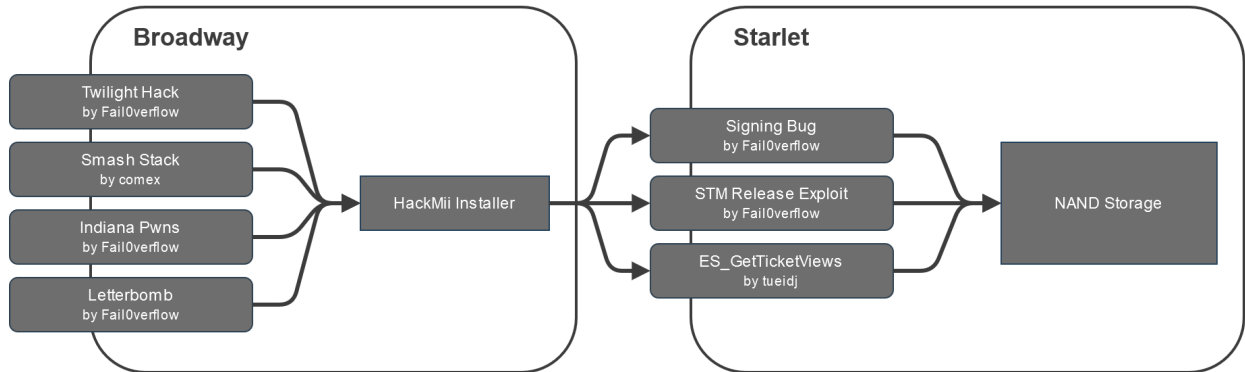 Broadway
Twilight Hack
by Fail0verflow
Smash Stack
by comex
Indiana Pwns
by Fail0verflow
Letterbomb
by Fail0verflow
HackMii Installer
Starlet
Signing Bug
by Fail0verflow
STM Release Exploit
by Fail0verflow
ES_GetTicketViews
by tueidj
NAND Storage